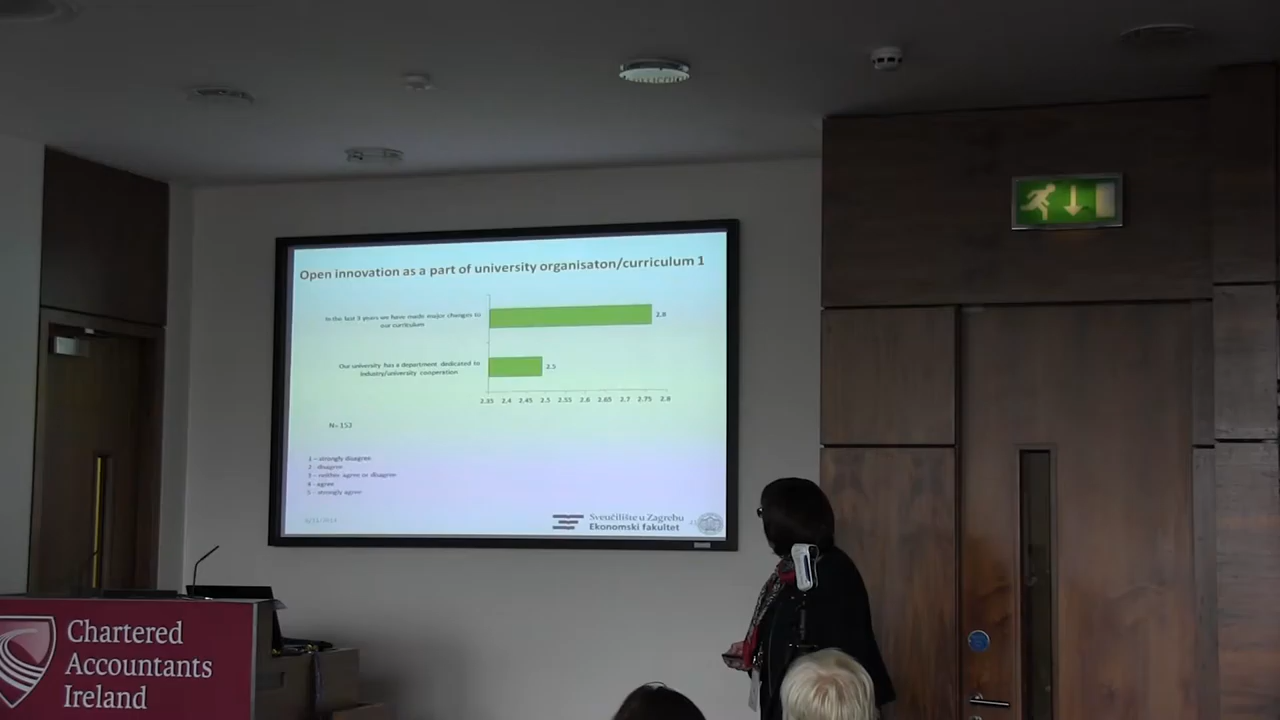 Open innovation as a part of university organisaton/curriculum 1
In the last 3 years we have made major changes to
our curriculum
2.8
Our university has a department dedicated to
industry/university cooperation
2.5
2.35 2.4 2.45 2.5 2.55 2.6 2.65 2.7 2.75 2.8
N=153
1 – strongly disagree
2 - disagree
3 – neither agree or disagree
4 - agree
5 - strongly agree
Sveučilište u Zagrebu
Ekonomski fakultet
Chartered
Accountants
Ireland